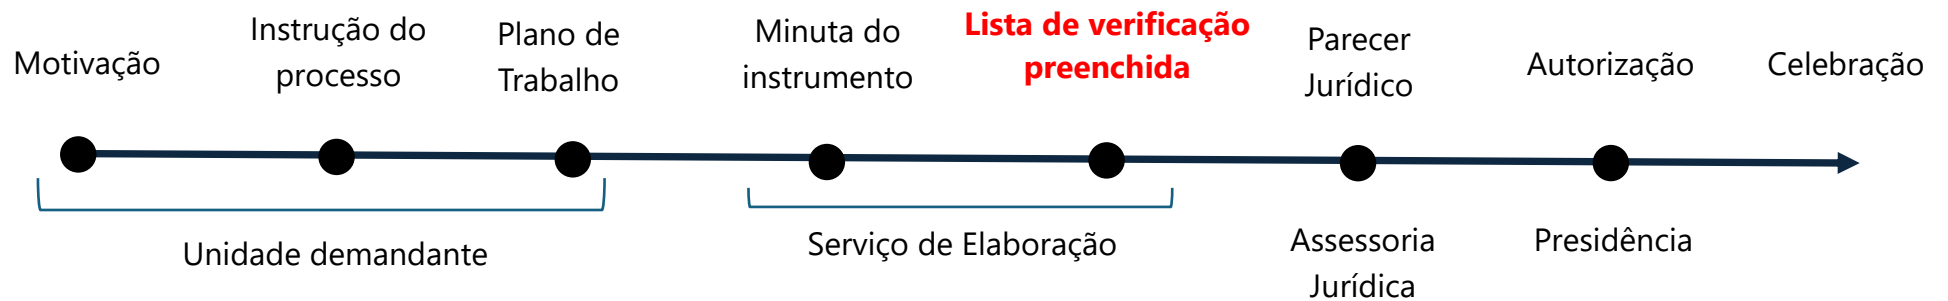 Motivação
Instrução do
processo
Plano de
Trabalho
Minuta do
instrumento
Lista de verificação
preenchida
Parecer
Jurídico
Autorização
Celebração
Unidade demandante
Serviço de Elaboração
Assessoria
Jurídica
Presidência